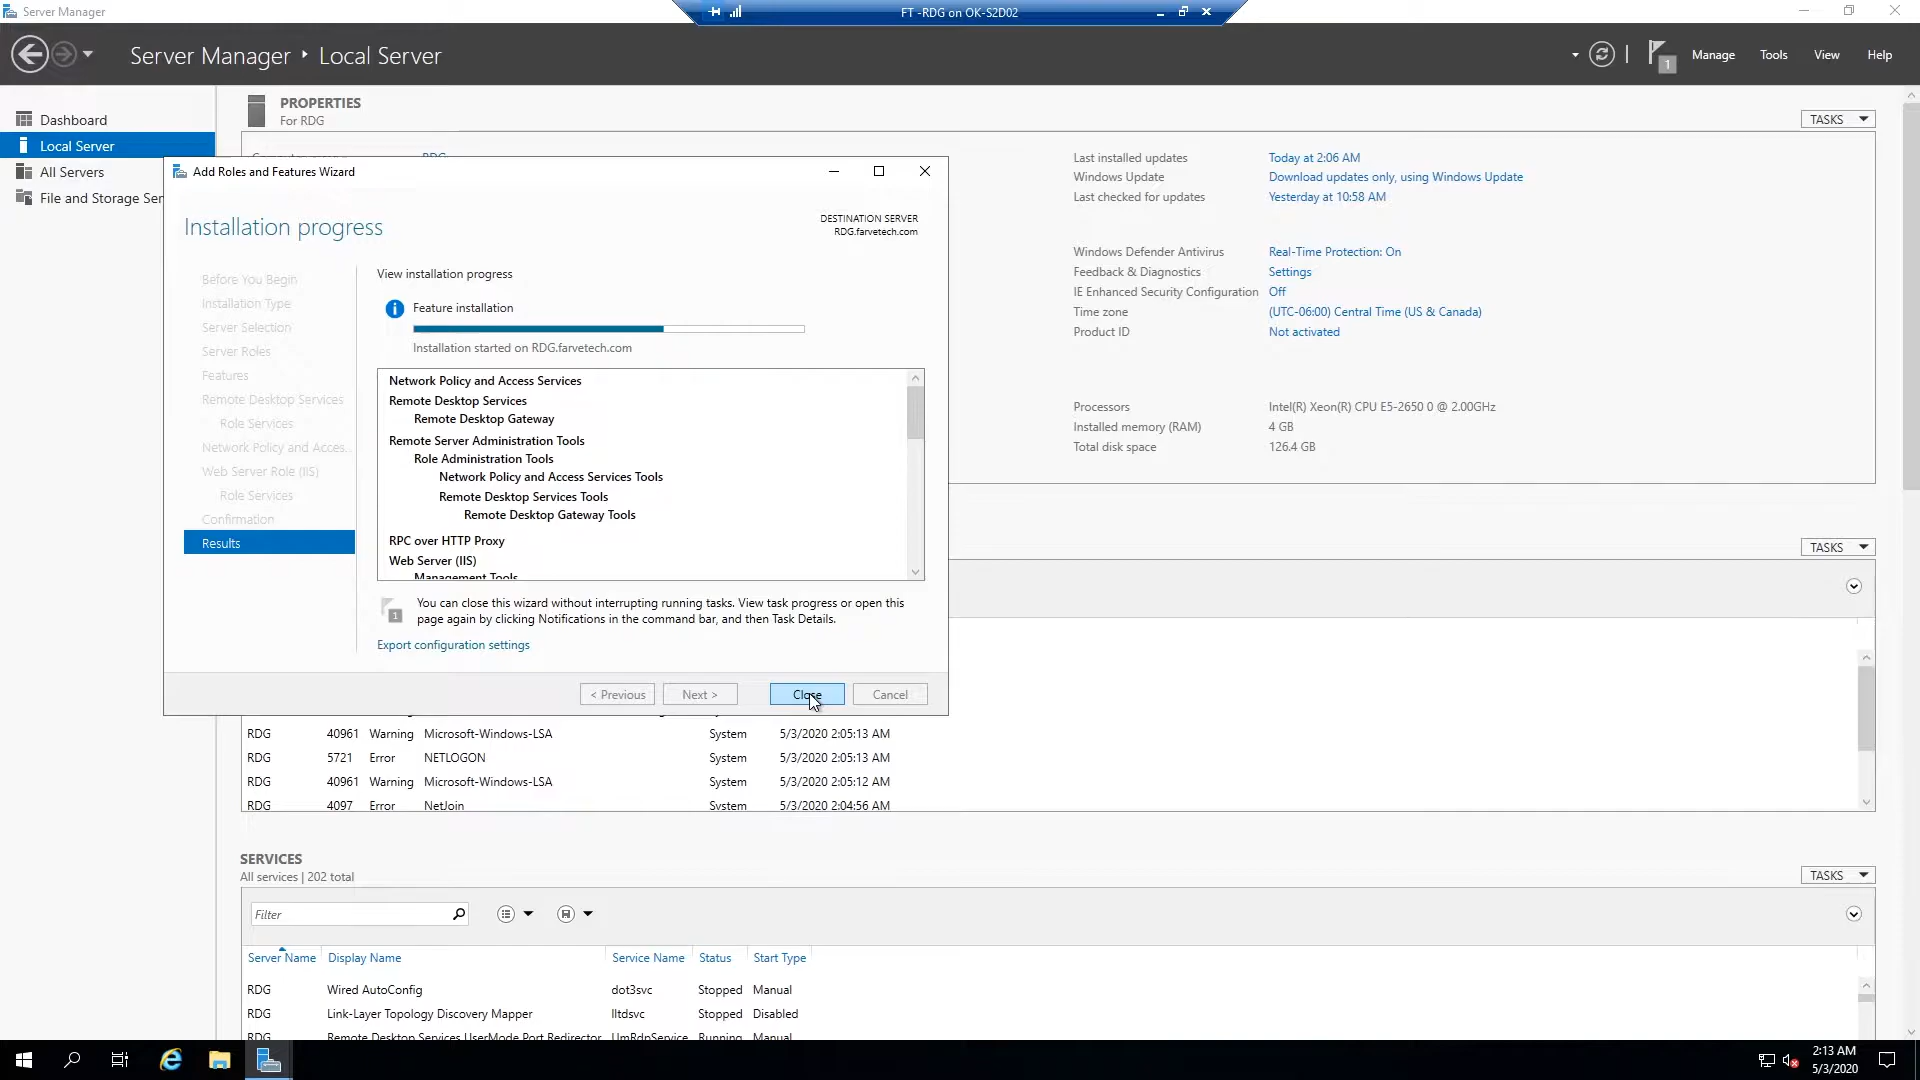 Server Manager
FT -RDG on OK-S2D02
Server Manager
Local Server
1
Manage
Tools
View
Help
Dashboard
Local Server
All Servers
File and Storage Ser
PROPERTIES
For RDG
TASKS
Last installed updates
Today at 2:06 AM
Windows Update
Download updates only, using Windows Update
Last checked for updates
Yesterday at 10:58 AM
Windows Defender Antivirus
Real-Time Protection: On
Feedback & Diagnostics
Settings
IE Enhanced Security Configuration
Off
Time zone
(UTC-06:00) Central Time (US & Canada)
Product ID
Not activated
Processors
Intel(R) Xeon(R) CPU E5-2650 0 @ 2.00GHz
Installed memory (RAM)
4 GB
Total disk space
126.4 GB
Add Roles and Features Wizard
Installation progress
DESTINATION SERVER
RDG.farvetech.com
Before You Begin
Installation Type
Server Selection
Server Roles
Features
Remote Desktop Services
Role Services
Network Policy and Acces...
Web Server Role (IIS)
Role Services
Confirmation
Results
View installation progress
Feature installation
Installation started on RDG.farvetech.com
Network Policy and Access Services
Remote Desktop Services
Remote Desktop Gateway
Remote Server Administration Tools
Role Administration Tools
Network Policy and Access Services Tools
Remote Desktop Services Tools
Remote Desktop Gateway Tools
RPC over HTTP Proxy
Web Server (IIS)
Management Tools
1
You can close this wizard without interrupting running tasks. View task progress or open this
page again by clicking Notifications in the command bar, and then Task Details.
Export configuration settings
< Previous
Next >
Close
Cancel
TASKS
RDG 40961 Warning Microsoft-Windows-LSA System 5/3/2020 2:05:13 AM
RDG 5721 Error NETLOGON System 5/3/2020 2:05:13 AM
RDG 40961 Warning Microsoft-Windows-LSA System 5/3/2020 2:05:12 AM
RDG 4097 Error NetJoin System 5/3/2020 2:04:56 AM
SERVICES
All services | 202 total
TASKS
Filter
Server Name Display Name Service Name Status Start Type
RDG Wired AutoConfig dot3svc Stopped Manual
RDG Link-Layer Topology Discovery Mapper lltdsvc Stopped Disabled
RDG Remote Desktop Services UserMode Port Redirector UmRdpService Running Manual
2:13 AM
5/3/2020